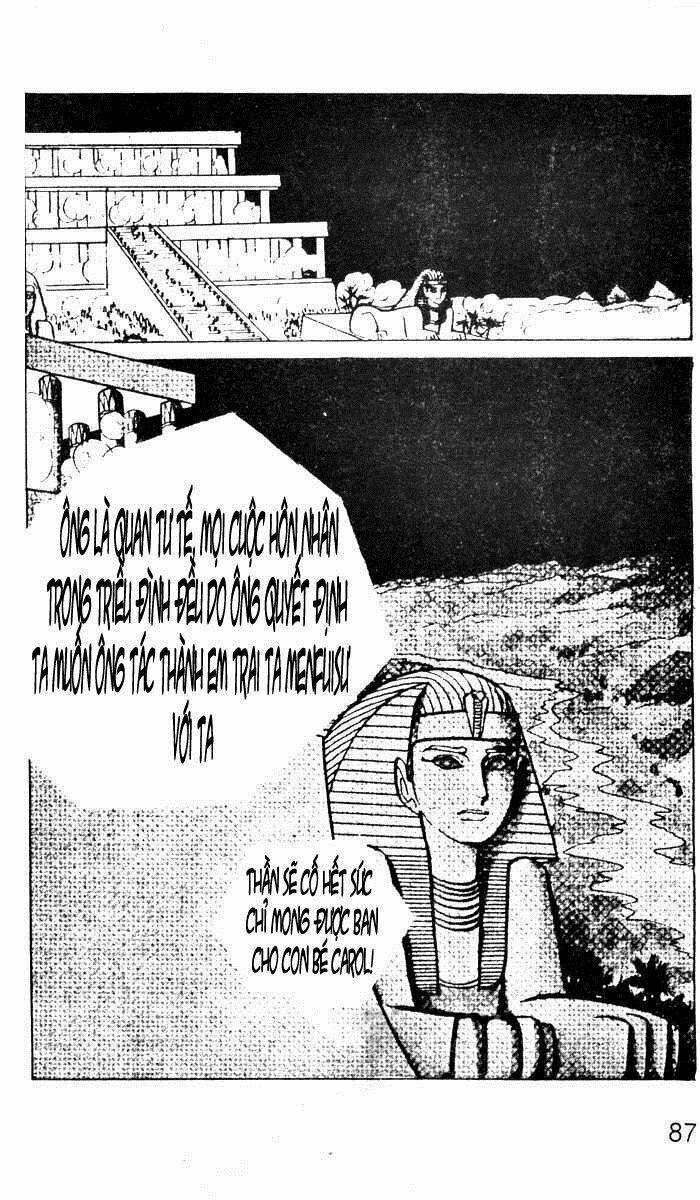 ÔNG LÀ QUAN TƯ TẾ, MỌI CUỘC HÔN NHÂN
TRONG TRIỀU ĐÌNH ĐỀU DO ÔNG QUYẾT ĐỊNH
TA MUỐN ÔNG TÁC THÀNH EM TRAI TA MENFUISƯ
VỚI TA
THẦN SẼ CỐ HẾT SỨC
CHỈ MONG ĐƯỢC BAN
CHO CON BÉ CAROL!
87